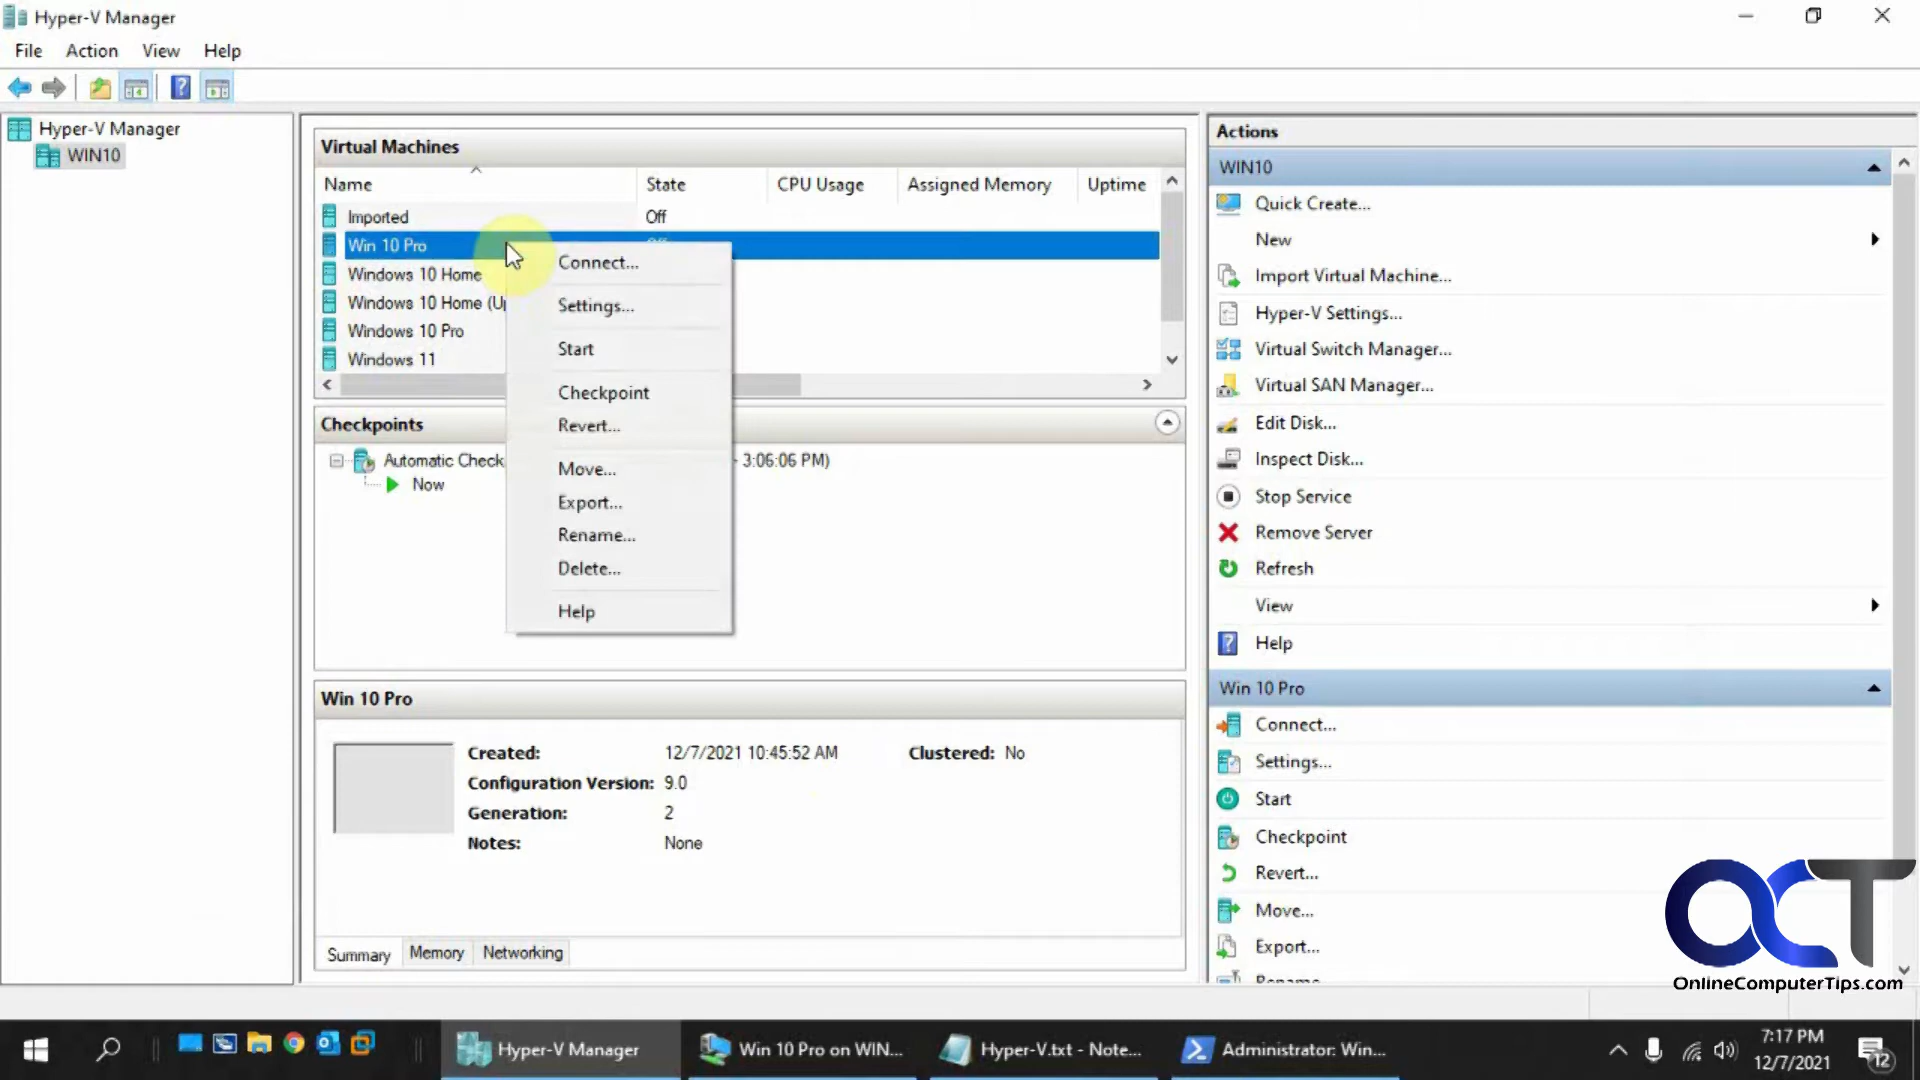 Hyper-V Manager
File Action View Help
Hyper-V Manager
WIN10
Virtual Machines
Name State CPU Usage Assigned Memory Uptime
Imported Off
Win 10 Pro
Windows 10 Home
Windows 10 Home (Up
Windows 10 Pro
Windows 11
Connect...
Settings...
Start
Checkpoint
Revert...
Move...
Export...
Rename...
Delete...
Help
Checkpoints
Automatic Check - 3:06:06 PM)
Now
Win 10 Pro
Created: 12/7/2021 10:45:52 AM Clustered: No
Configuration Version: 9.0
Generation: 2
Notes: None
Summary Memory Networking
Actions
WIN10
Quick Create...
New
Import Virtual Machine...
Hyper-V Settings...
Virtual Switch Manager...
Virtual SAN Manager...
Edit Disk...
Inspect Disk...
Stop Service
Remove Server
Refresh
View
Help
Win 10 Pro
Connect...
Settings...
Start
Checkpoint
Revert...
Move...
Export...
OCT
OnlineComputerTips.com
Hyper-V Manager Win 10 Pro on WIN... Hyper-V.txt - Note... Administrator: Win... 7:17 PM
12/7/2021 12